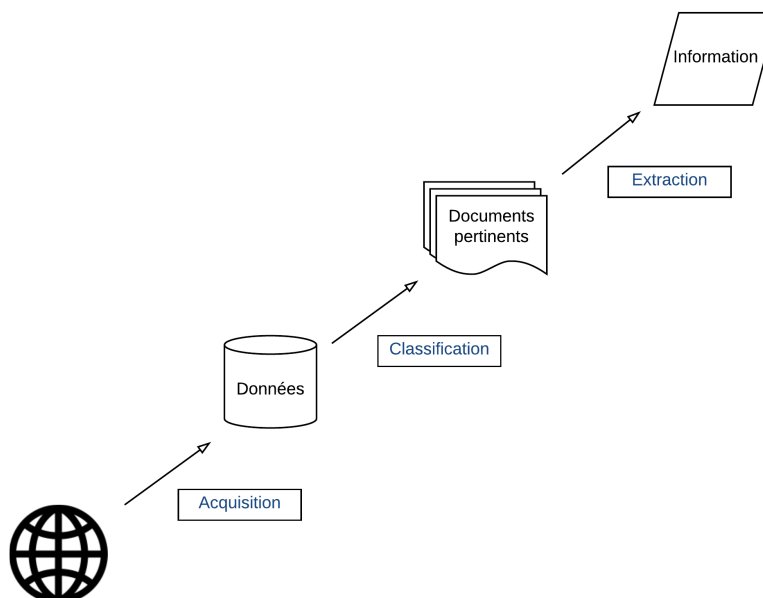 Information
Extraction
Documents
pertinents
Classification
Données
Acquisition